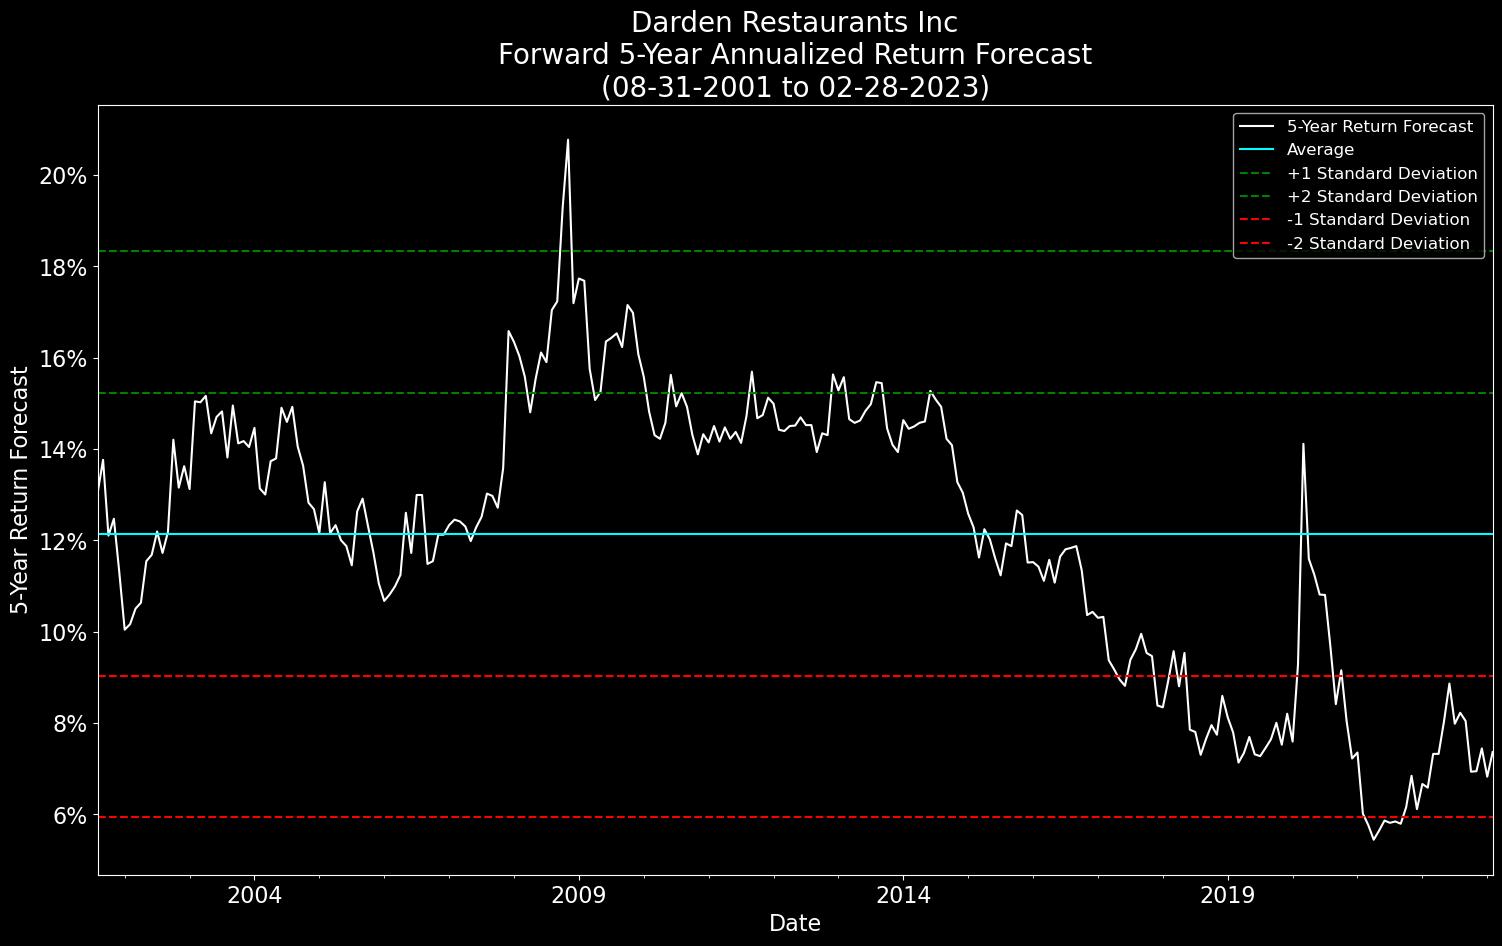 Darden Restaurants Inc
Forward 5-Year Annualized Return Forecast
(08-31-2001 to 02-28-2023)
5-Year Return Forecast
Average
+1 Standard Deviation
+2 Standard Deviation
-1 Standard Deviation
-2 Standard Deviation
20%
18%
16%
14%
12%
10%
8%
6%
5-Year Return Forecast
2004
2009
2014
2019
Date